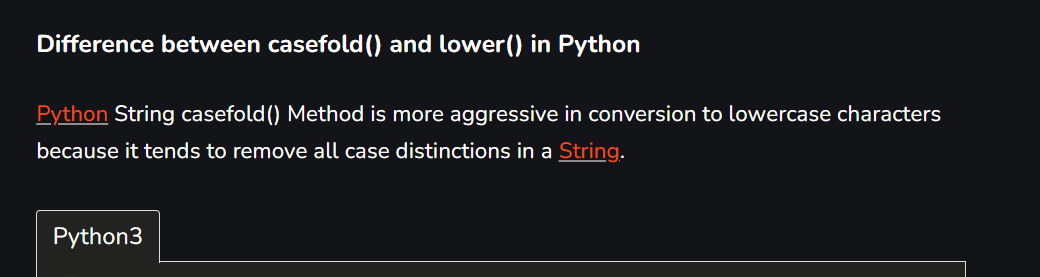 Difference between casefold() and lower() in Python
Python String casefold() Method is more aggressive in conversion to lowercase characters
because it tends to remove all case distinctions in a String.
Python3